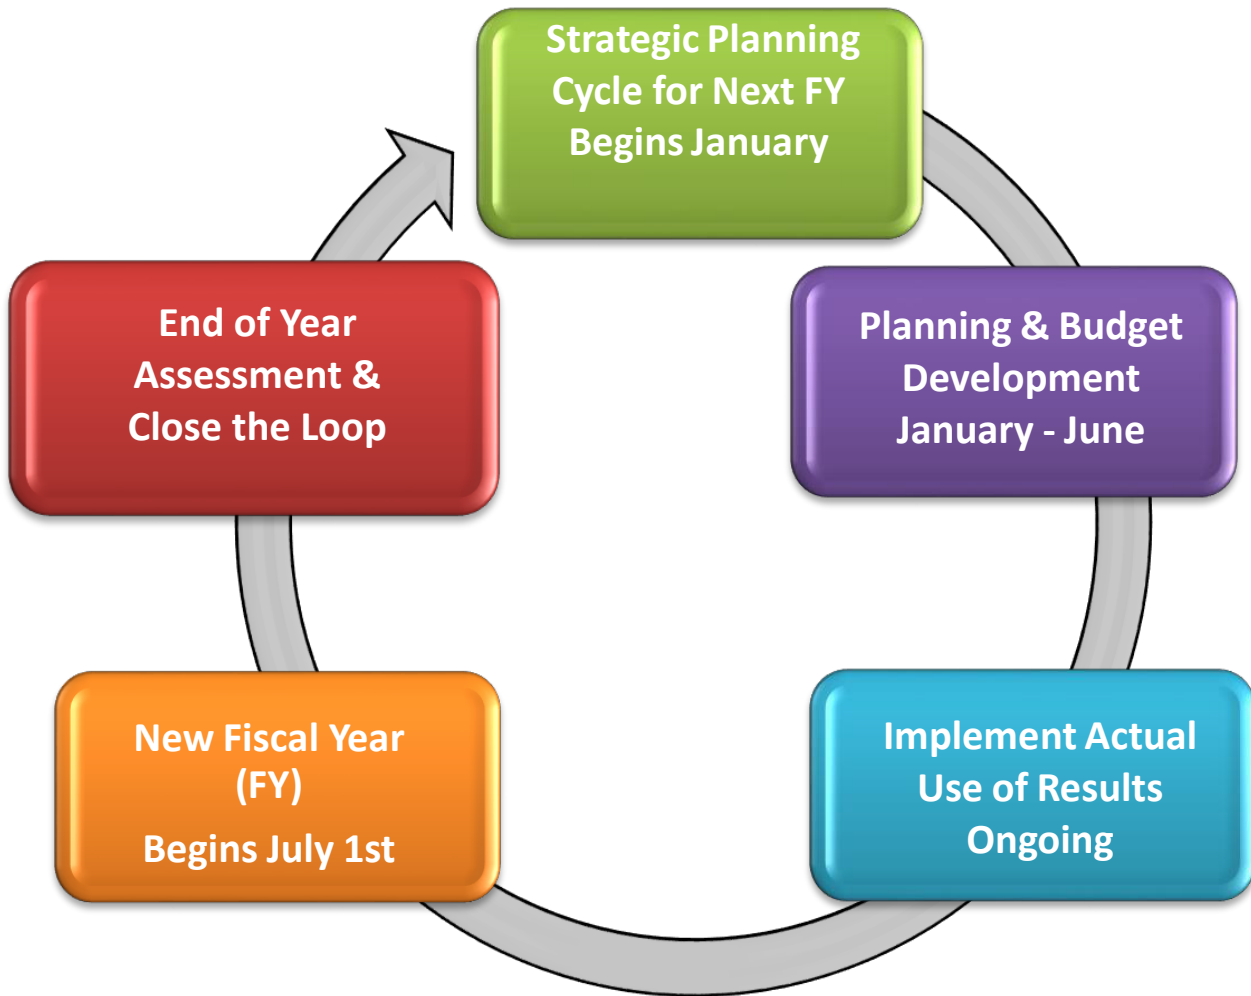 Strategic Planning
Cycle for Next FY
Begins January
Planning & Budget
Development
January - June
Implement Actual
Use of Results
Ongoing
New Fiscal Year
(FY)
Begins July 1st
End of Year
Assessment &
Close the Loop